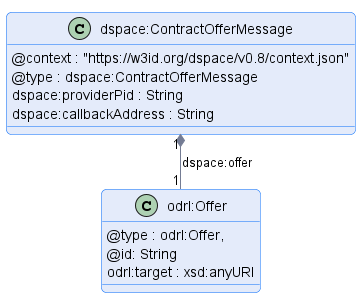 C dspace:ContractOfferMessage
@context : "https://w3id.org/dspace/v0.8/context.json"
@type : dspace:ContractOfferMessage
dspace:providerPid : String
dspace:callbackAddress : String
1
dspace:offer
1
C odrl:Offer
@type : odrl:Offer,
@id: String
odrl:target : xsd:anyURI